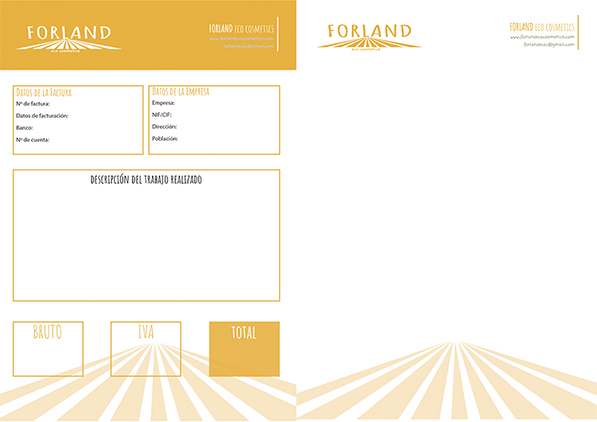 FORLAND
ECO COSMETICS
FORLAND ECO COSMETICS
www.forlandecocosmetics.com
forlandeco@gmail.com
Datos de la Factura
Nº de factura:
Datos de facturación:
Banco:
Nº de cuenta:
Datos de la Empresa
Empresa:
NIF/CIF:
Dirección:
Población:
DESCRIPCIÓN DEL TRABAJO REALIZADO
BRUTO
IVA
TOTAL
FORLAND
FORLAND ECO COSMETICS
www.forlandecocosmetics.com
forlandeco@gmail.com